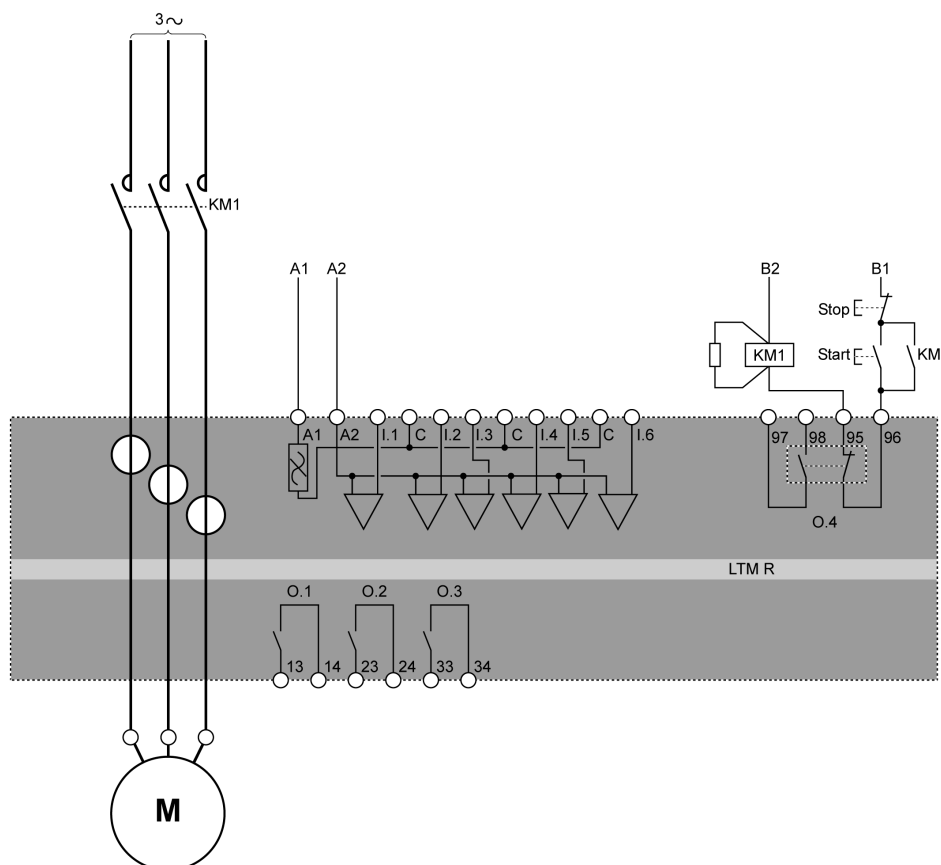 3~
KM1
A1 A2 B2 B1
Stop
KM1 Start KM
A1 A2 I.1 C I.2 I.3 C I.4 I.5 C I.6 97 98 95 96
O.4
LTM R
O.1 O.2 O.3
13 14 23 24 33 34
M